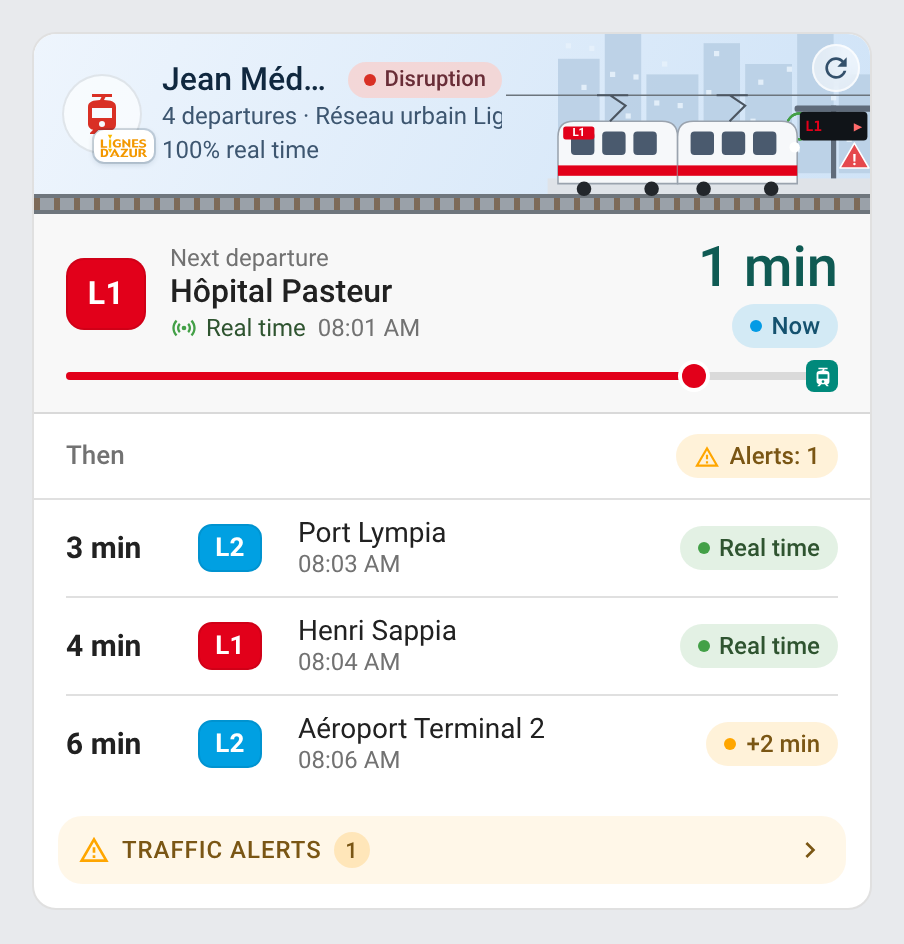 Jean Méd...
Disruption
4 departures · Réseau urbain Lig
100% real time
LIGNES
D'AZUR
L1
L1
L1
Next departure
Hôpital Pasteur
Real time 08:01 AM
1 min
Now
Then
Alerts: 1
3 min
L2
Port Lympia
08:03 AM
Real time
4 min
L1
Henri Sappia
08:04 AM
Real time
6 min
L2
Aéroport Terminal 2
08:06 AM
+2 min
TRAFFIC ALERTS 1